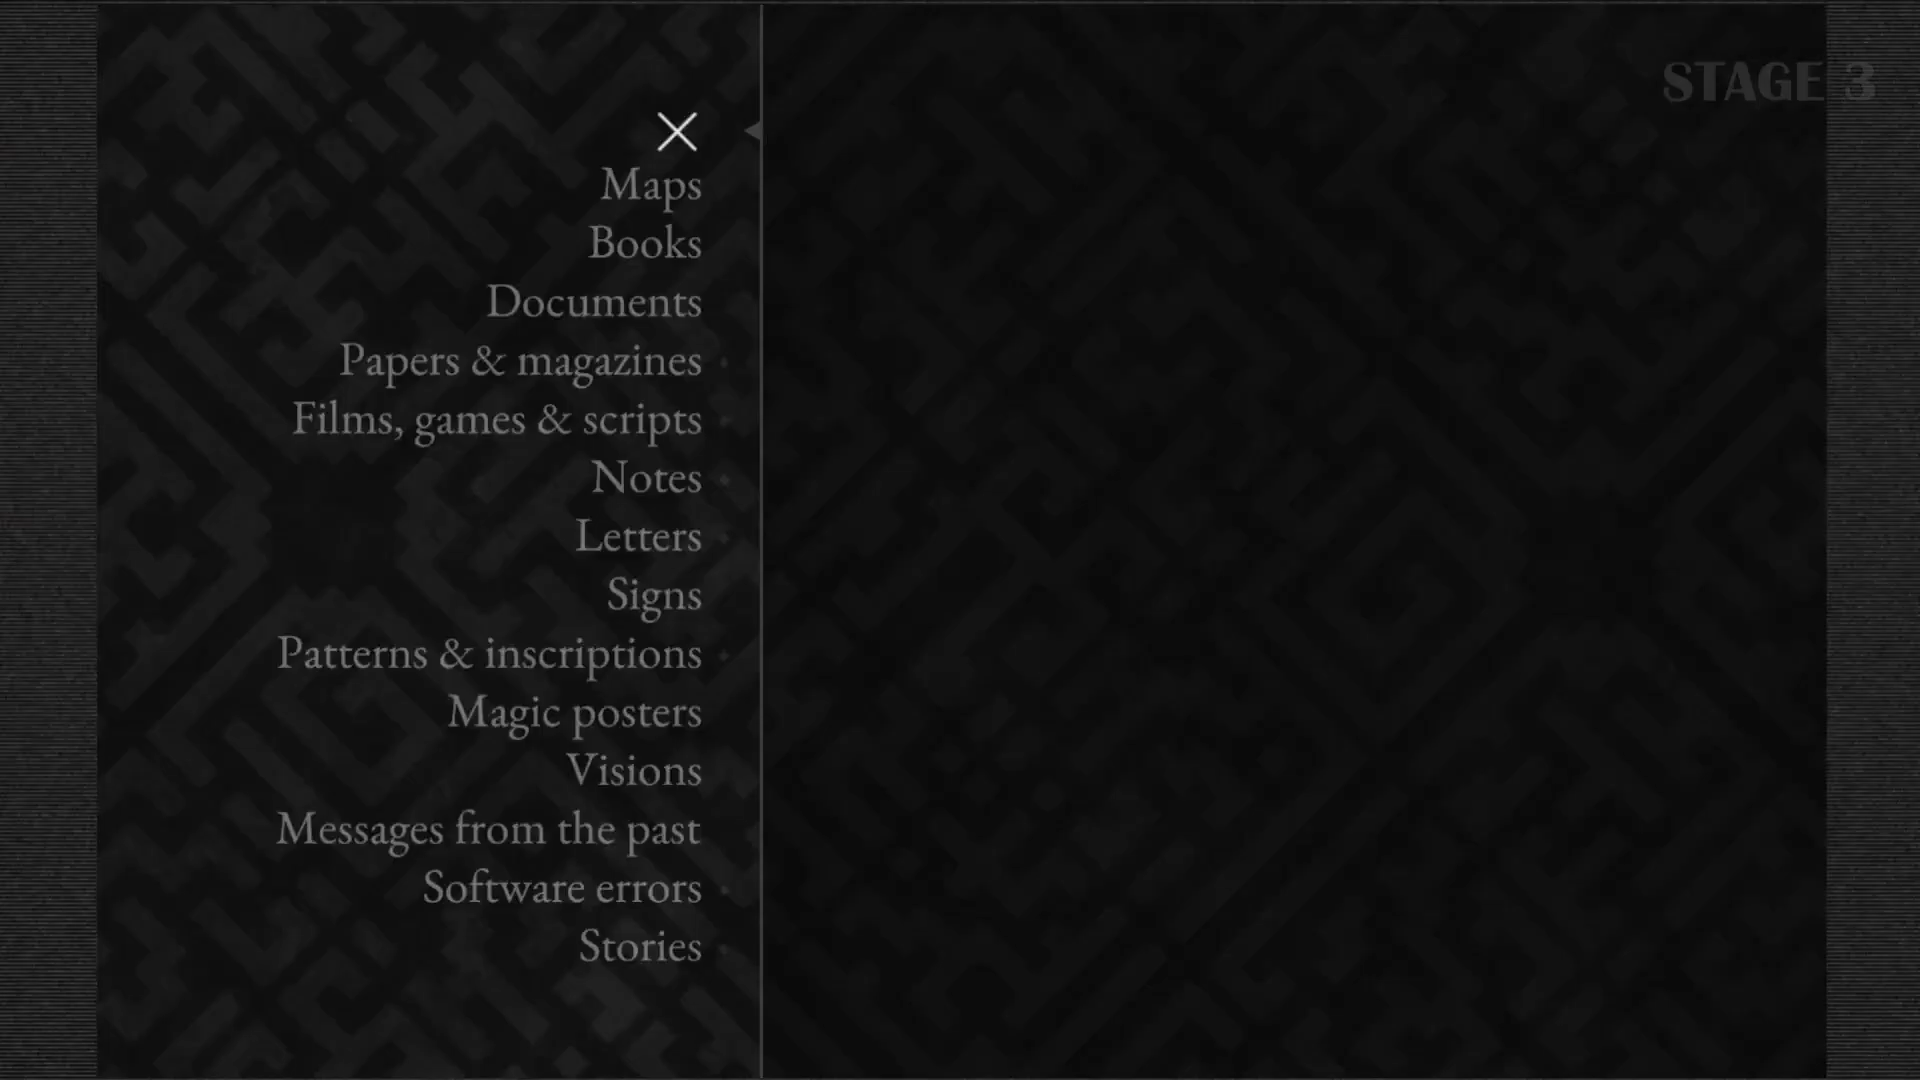 STAGE 3
Maps
Books
Documents
Papers & magazines
Films, games & scripts
Notes
Letters
Signs
Patterns & inscriptions
Magic posters
Visions
Messages from the past
Software errors
Stories